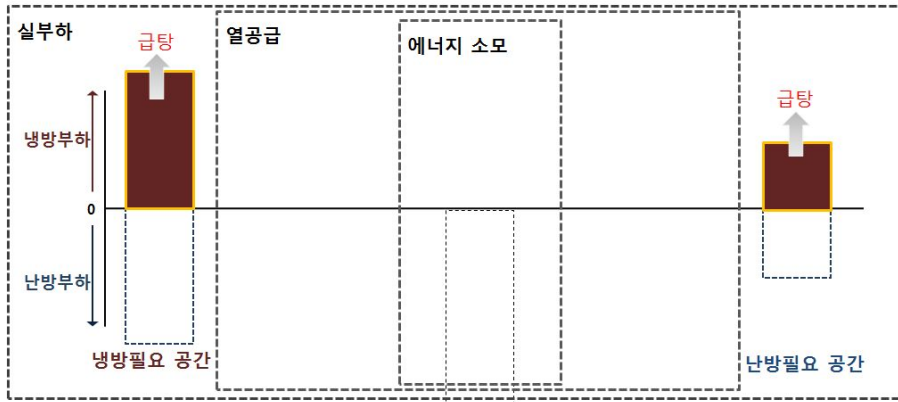 실부하
급탕
열공급
에너지 소모
급탕
냉방부하
0
난방부하
냉방필요 공간
난방필요 공간